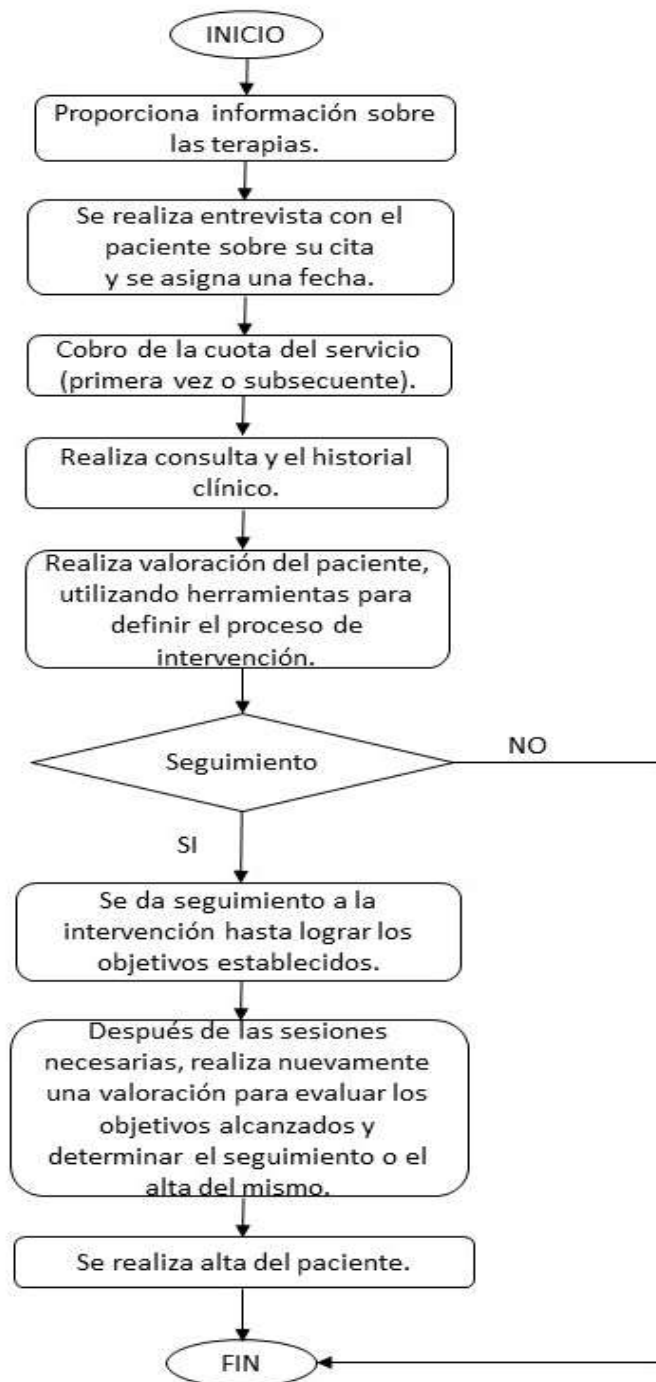 INICIO
Proporciona información sobre
las terapias.
Se realiza entrevista con el
paciente sobre su cita
y se asigna una fecha.
Cobro de la cuota del servicio
(primera vez o subsecuente).
Realiza consulta y el historial
clínico.
Realiza valoración del paciente,
utilizando herramientas para
definir el proceso de
intervención.
Seguimiento
NO
SI
Se da seguimiento a la
intervención hasta lograr los
objetivos establecidos.
Después de las sesiones
necesarias, realiza nuevamente
una valoración para evaluar los
objetivos alcanzados y
determinar el seguimiento o el
alta del mismo.
Se realiza alta del paciente.
FIN